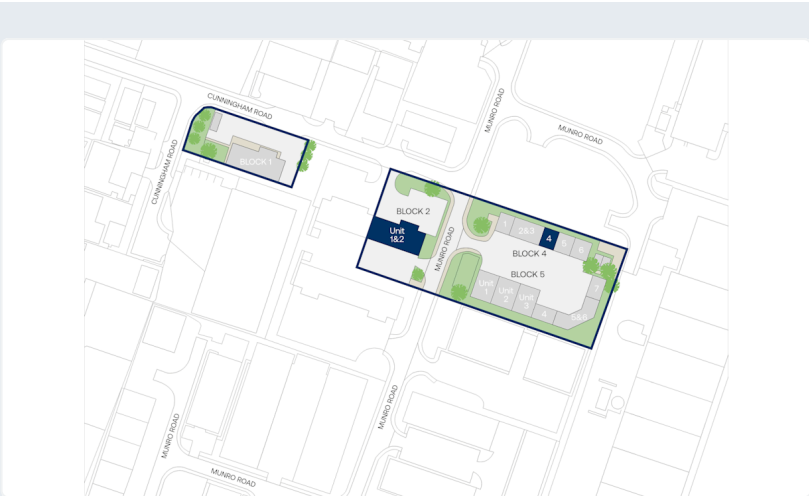 CUNNINGHAM ROAD
MUNRO ROAD
MUNRO ROAD
CUNNINGHAM ROAD
BLOCK 1
BLOCK 2
Unit
1&2
MUNRO ROAD
1
2&3
4
5
6
BLOCK 4
BLOCK 5
Unit
1
Unit
2
Unit
3
4
5&6
7
MUNRO ROAD
MUNRO ROAD
MUNRO ROAD